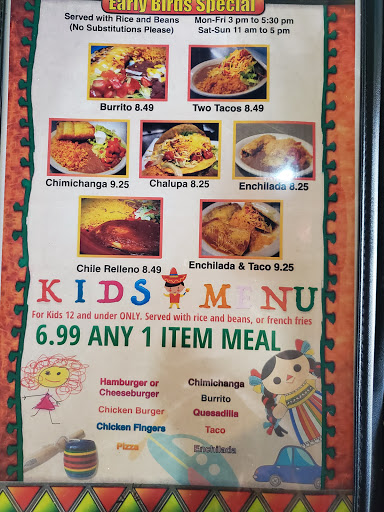 Early Birds Special
Served with Rice and Beans
(No Substitutions Please)
Mon-Fri 3 pm to 5:30 pm
Sat-Sun 11 am to 5 pm
Burrito 8.49
Two Tacos 8.49
Chimichanga 9.25
Chalupa 8.25
Enchilada 8.25
Chile Relleno 8.49
Enchilada & Taco 9.25
KIDS MENU
For Kids 12 and under ONLY. Served with rice and beans, or french fries
6.99 ANY 1 ITEM MEAL
Hamburger or
Cheeseburger
Chicken Burger
Chicken Fingers
Pizza
Chimichanga
Burrito
Quesadilla
Taco
Enchilada